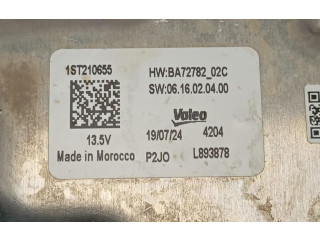 1ST210655 HW:BA72782_02C
SW:06.16.02.04.00
Valeo
13.5V 19/07/24 4204
Made in Morocco P2JO L893878